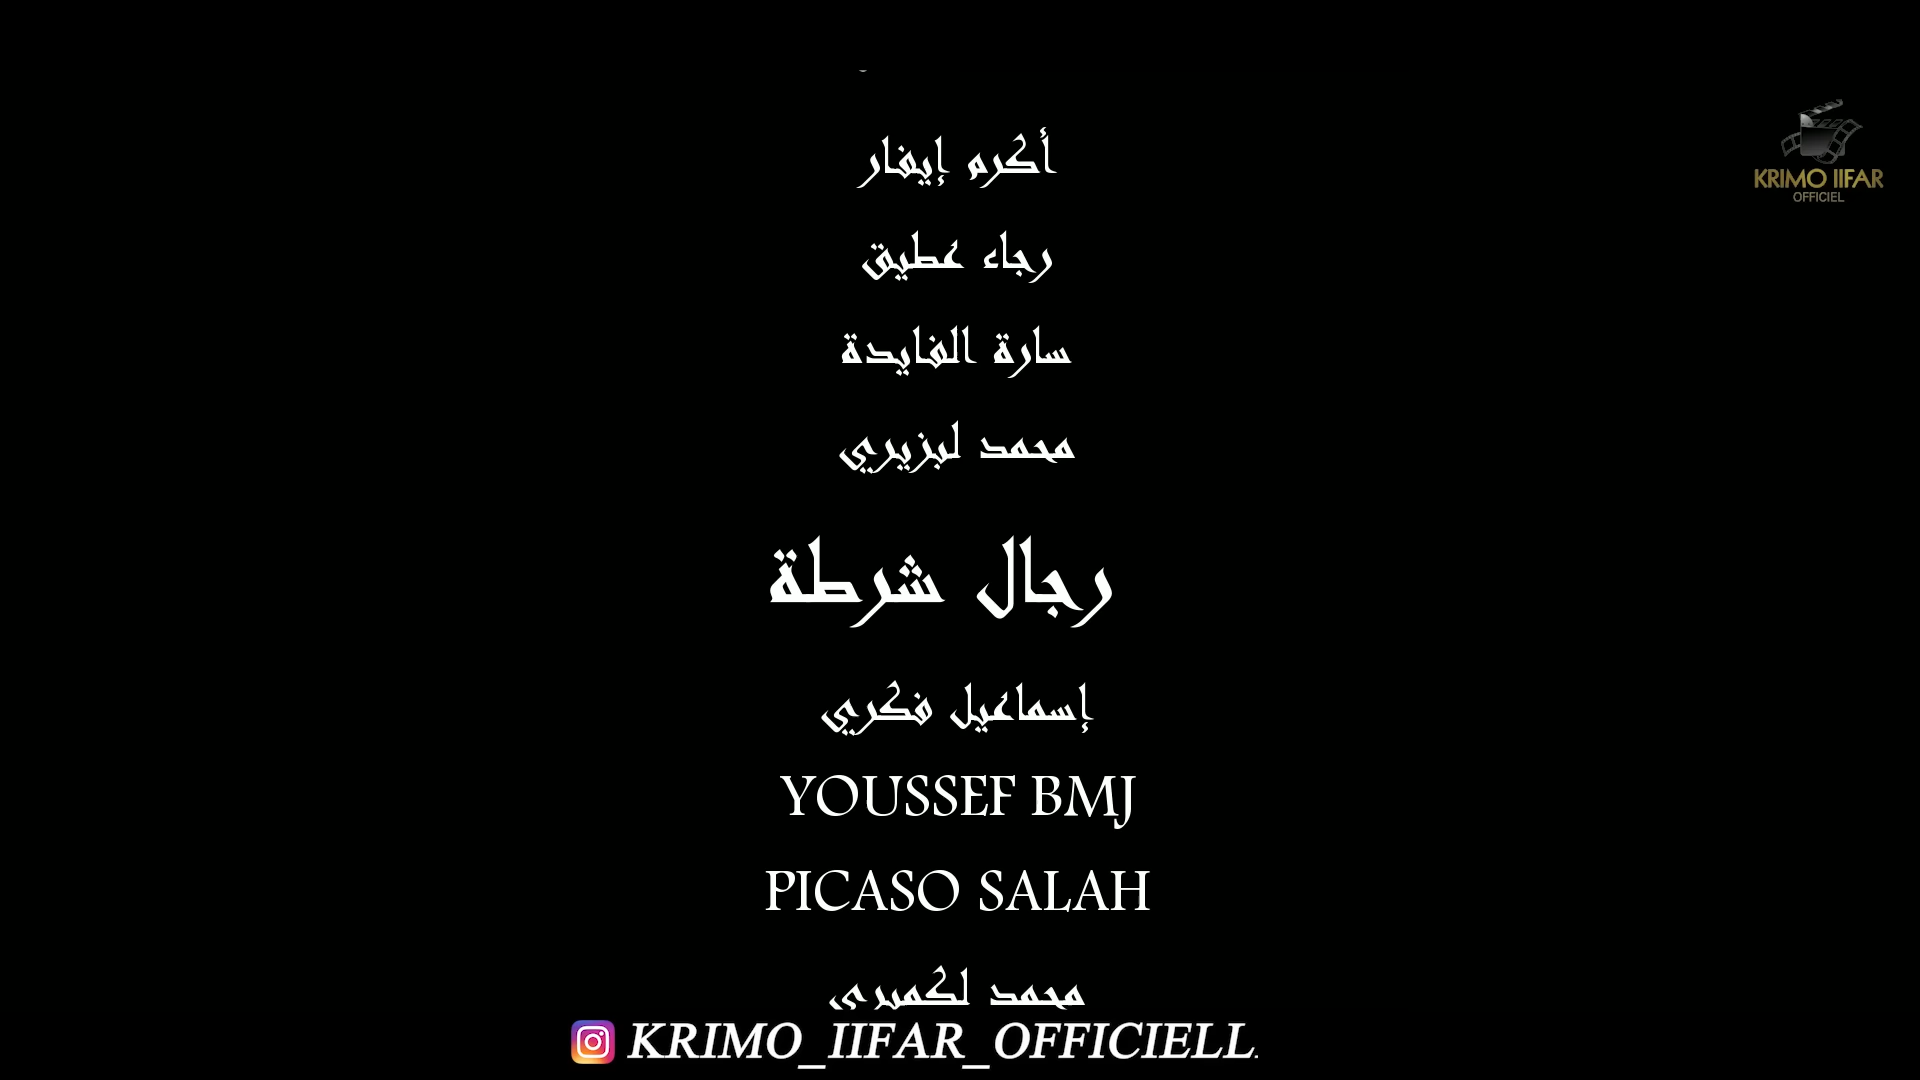 KRIMO IIFAR
OFFICIEL
أكرم إيفار
رجاء عطيق
سارة الفايدة
محمد لبزيري
رجال شرطة
إسماعيل فكري
YOUSSEF BMJ
PICASO SALAH
محمد لكميري
KRIMO_IIFAR_OFFICIELL.